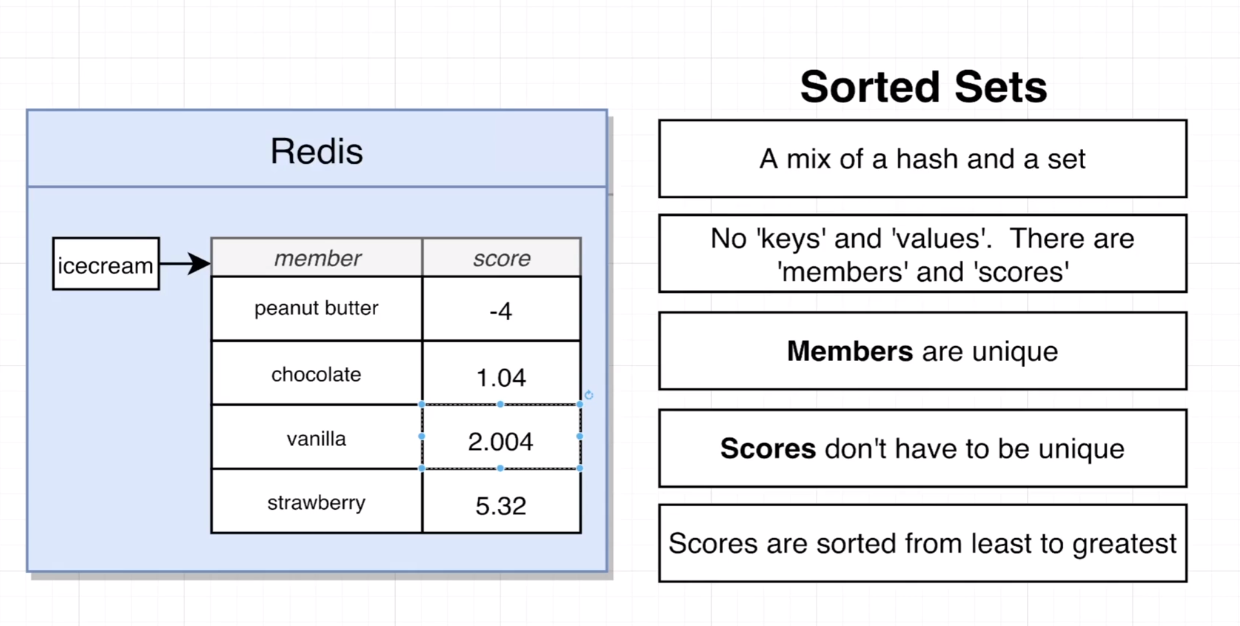 Redis
icecream
member score
peanut butter -4
chocolate 1.04
vanilla 2.004
strawberry 5.32
Sorted Sets
A mix of a hash and a set
No 'keys' and 'values'.  There are
'members' and 'scores'
Members are unique
Scores don't have to be unique
Scores are sorted from least to greatest